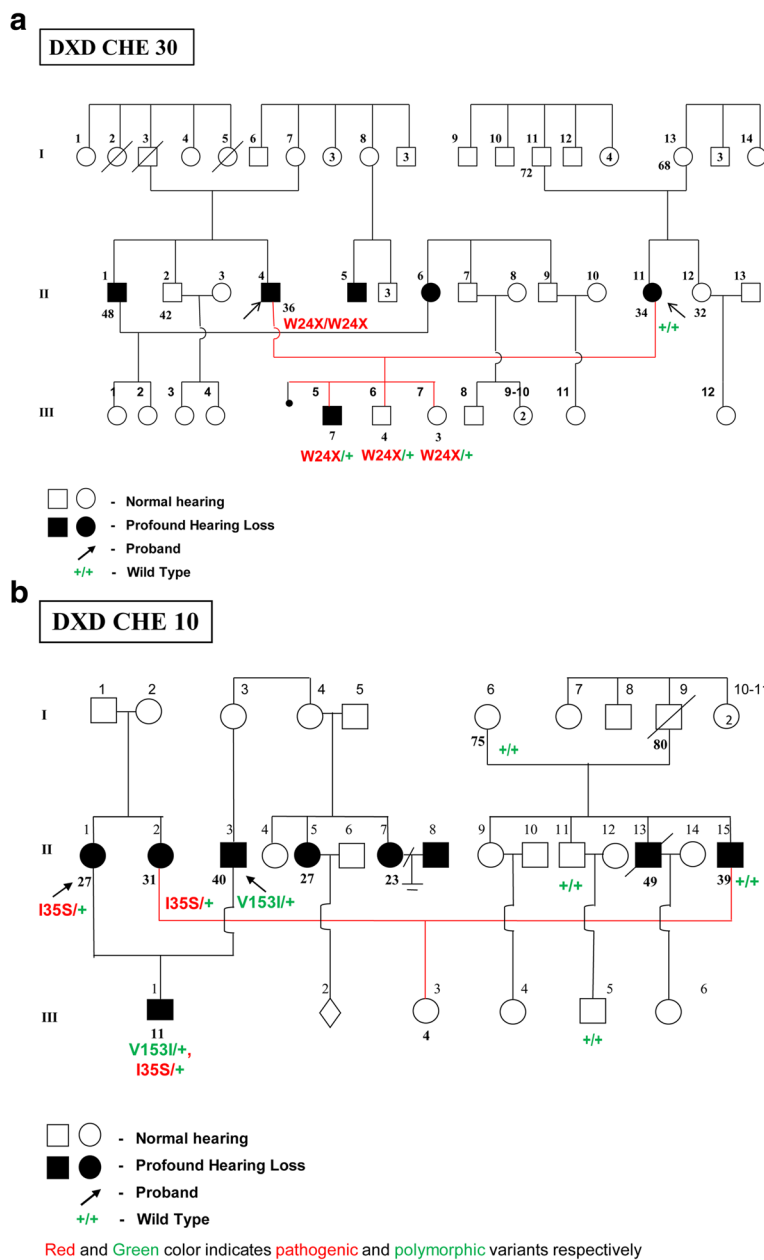 a
DXD CHE 30
1 2 3 4 5 6 7 8 9 10 11 12 13 14
I 3 3 4 3
72 68
1 2 3 4 5 6 7 8 9 10 11 12 13
II 3
48 42 36 34 32
W24X/W24X +/+
1 2 3 4 5 6 7 8 9-10 11 12
III 2
7 4 3
W24X/+ W24X/+ W24X/+
- Normal hearing
- Profound Hearing Loss
- Proband
+/+ - Wild Type
b
DXD CHE 10
1 2 3 4 5 6 7 8 9 10-11
I 2
75 +/+ 80
1 2 3 4 5 6 7 8 9 10 11 12 13 14 15
II
27 31 40 27 23 +/+ 49 39 +/+
I35S/+ I35S/+ V153I/+
1 2 3 4 5 6
III
11 4 +/+
V153I/+,
I35S/+
- Normal hearing
- Profound Hearing Loss
- Proband
+/+ - Wild Type
Red and Green color indicates pathogenic and polymorphic variants respectively